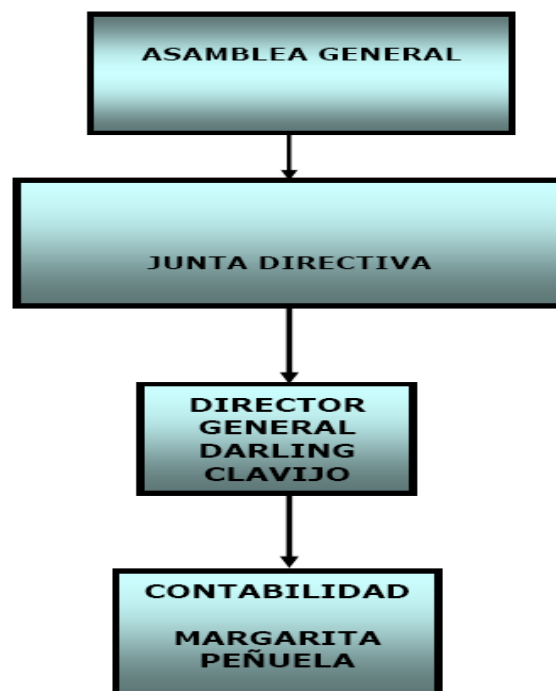 ASAMBLEA GENERAL
JUNTA DIRECTIVA
DIRECTOR
GENERAL
DARLING
CLAVIJO
CONTABILIDAD
MARGARITA
PEÑUELA